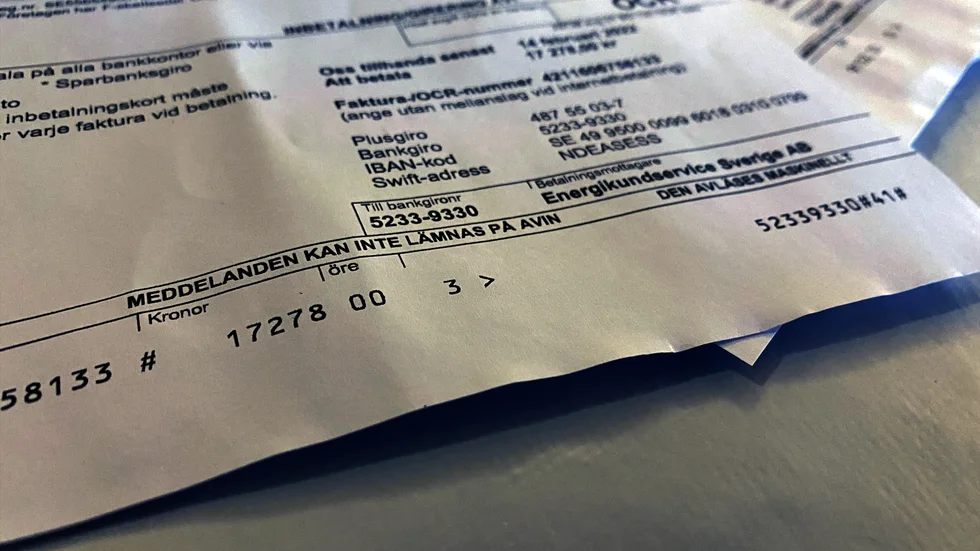 INBETALNING/GIRERING
OCR
ala på alla bankkonton eller via
* Sparbanksgiro
to
inbetalningskort måste
r varje faktura vid betalning.
Oss tillhanda senast 14 februari 2022
Att betala 17 278,00 kr
Faktura-/OCR-nummer
(ange utan mellanslag vid internetbetalning)
Plusgiro 487 55 03-7
Bankgiro 5233-9330
IBAN-kod SE 49 9500 0099 6018 0310 0799
Swift-adress NDEASESS
Till bankgironr
5233-9330
Betalningsmottagare
Energikundservice Sverige AB
MEDDELANDEN KAN INTE LÄMNAS PÅ AVIN
DEN AVLÄSES MASKINELLT
Kronor
öre
58133 # 17278 00 3 > 52339330#41#